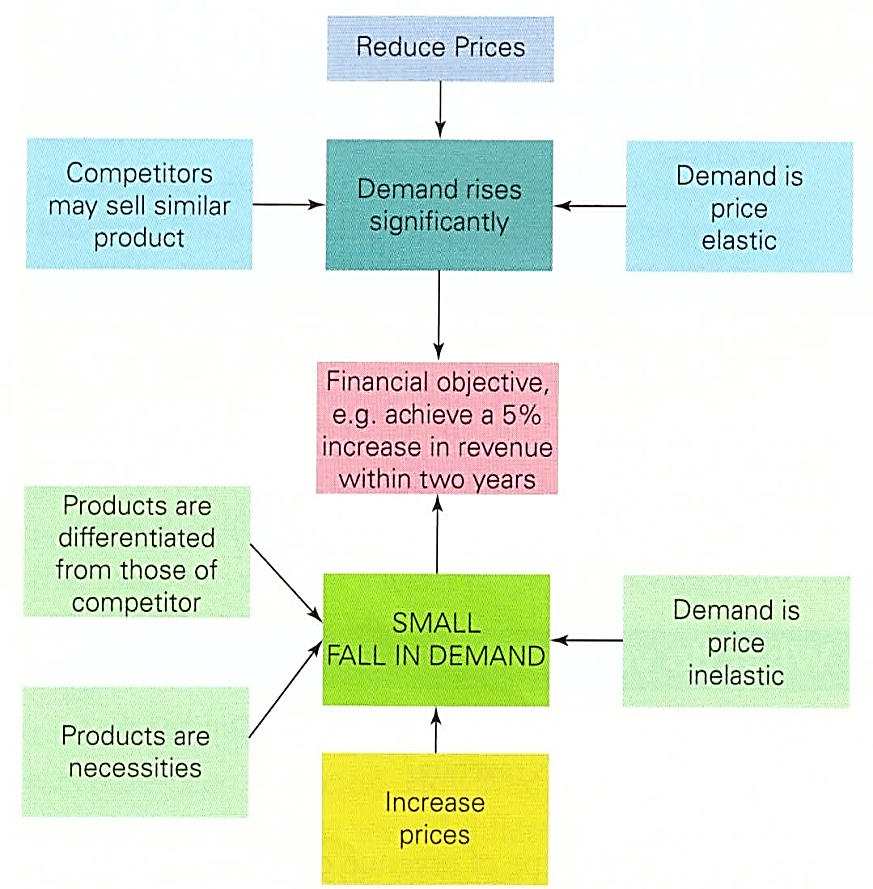 Reduce Prices
Competitors
may sell similar
product
Demand rises
significantly
Demand is
price
elastic
Financial objective,
e.g. achieve a 5%
increase in revenue
within two years
Products are
differentiated
from those of
competitor
SMALL
FALL IN DEMAND
Demand is
price
inelastic
Products are
necessities
Increase
prices